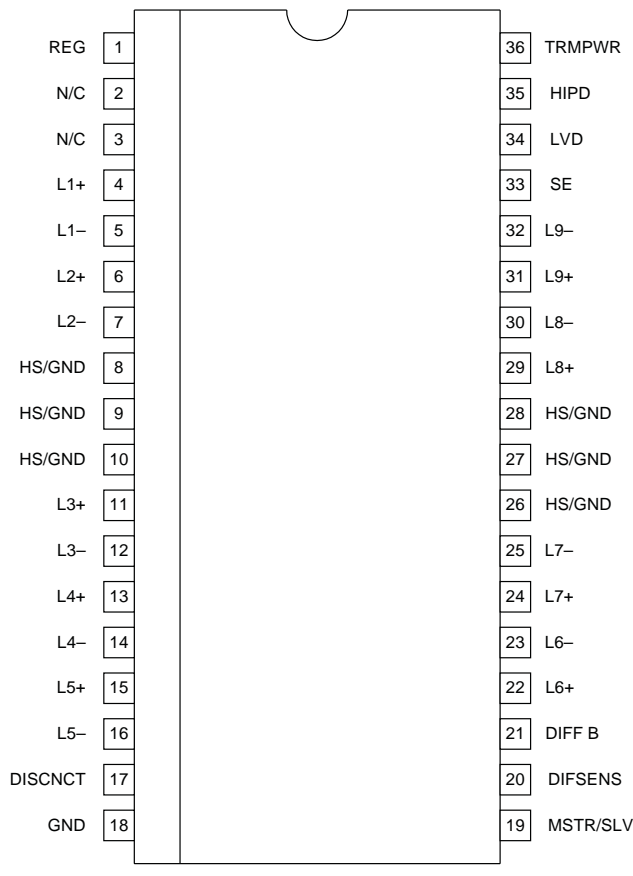 REG 1 36 TRMPWR
N/C 2 35 HIPD
N/C 3 34 LVD
L1+ 4 33 SE
L1– 5 32 L9–
L2+ 6 31 L9+
L2– 7 30 L8–
HS/GND 8 29 L8+
HS/GND 9 28 HS/GND
HS/GND 10 27 HS/GND
L3+ 11 26 HS/GND
L3– 12 25 L7–
L4+ 13 24 L7+
L4– 14 23 L6–
L5+ 15 22 L6+
L5– 16 21 DIFF B
DISCNCT 17 20 DIFSENS
GND 18 19 MSTR/SLV